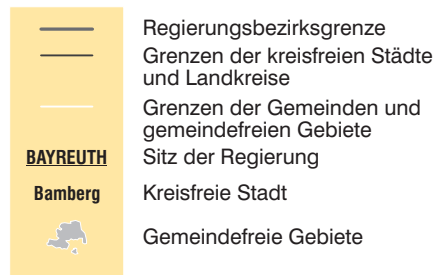 Regierungsbezirksgrenze
Grenzen der kreisfreien Städte
und Landkreise
Grenzen der Gemeinden und
gemeindefreien Gebiete
BAYREUTH Sitz der Regierung
Bamberg Kreisfreie Stadt
Gemeindefreie Gebiete